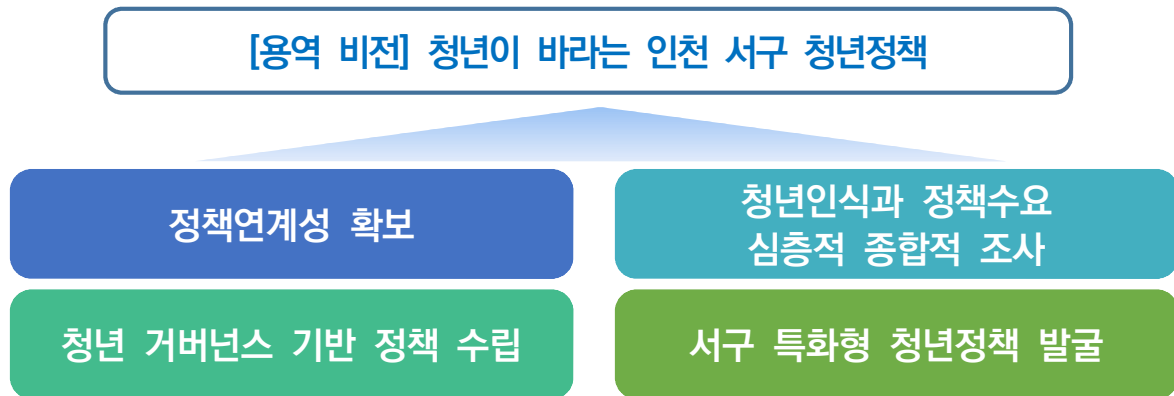 [용역 비전] 청년이 바라는 인천 서구 청년정책
정책연계성 확보
청년인식과 정책수요
심층적 종합적 조사
청년 거버넌스 기반 정책 수립
서구 특화형 청년정책 발굴